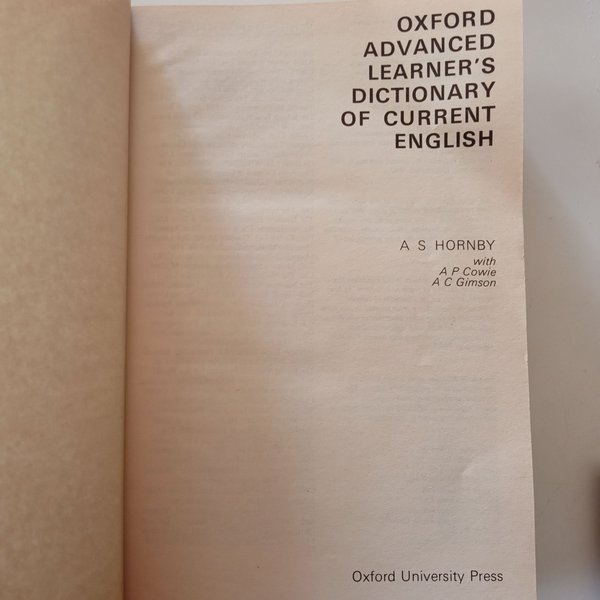 OXFORD
ADVANCED
LEARNER'S
DICTIONARY
OF CURRENT
ENGLISH
A S HORNBY
with
A P Cowie
A C Gimson
Oxford University Press